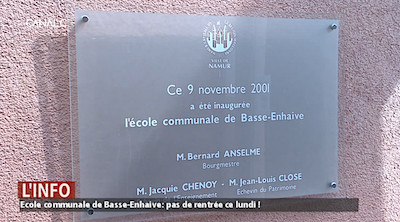 CANAL C
VILLE DE
NAMUR
Ce 9 novembre 2001
a été inaugurée
l'école communale de Basse-Enhaive
M. Bernard ANSELME
Bourgmestre
M. Jacquie CHENOY - M. Jean-Louis CLOSE
Echevin du Patrimoine
L'INFO
Ecole communale de Basse-Enhaive: pas de rentrée ce lundi !